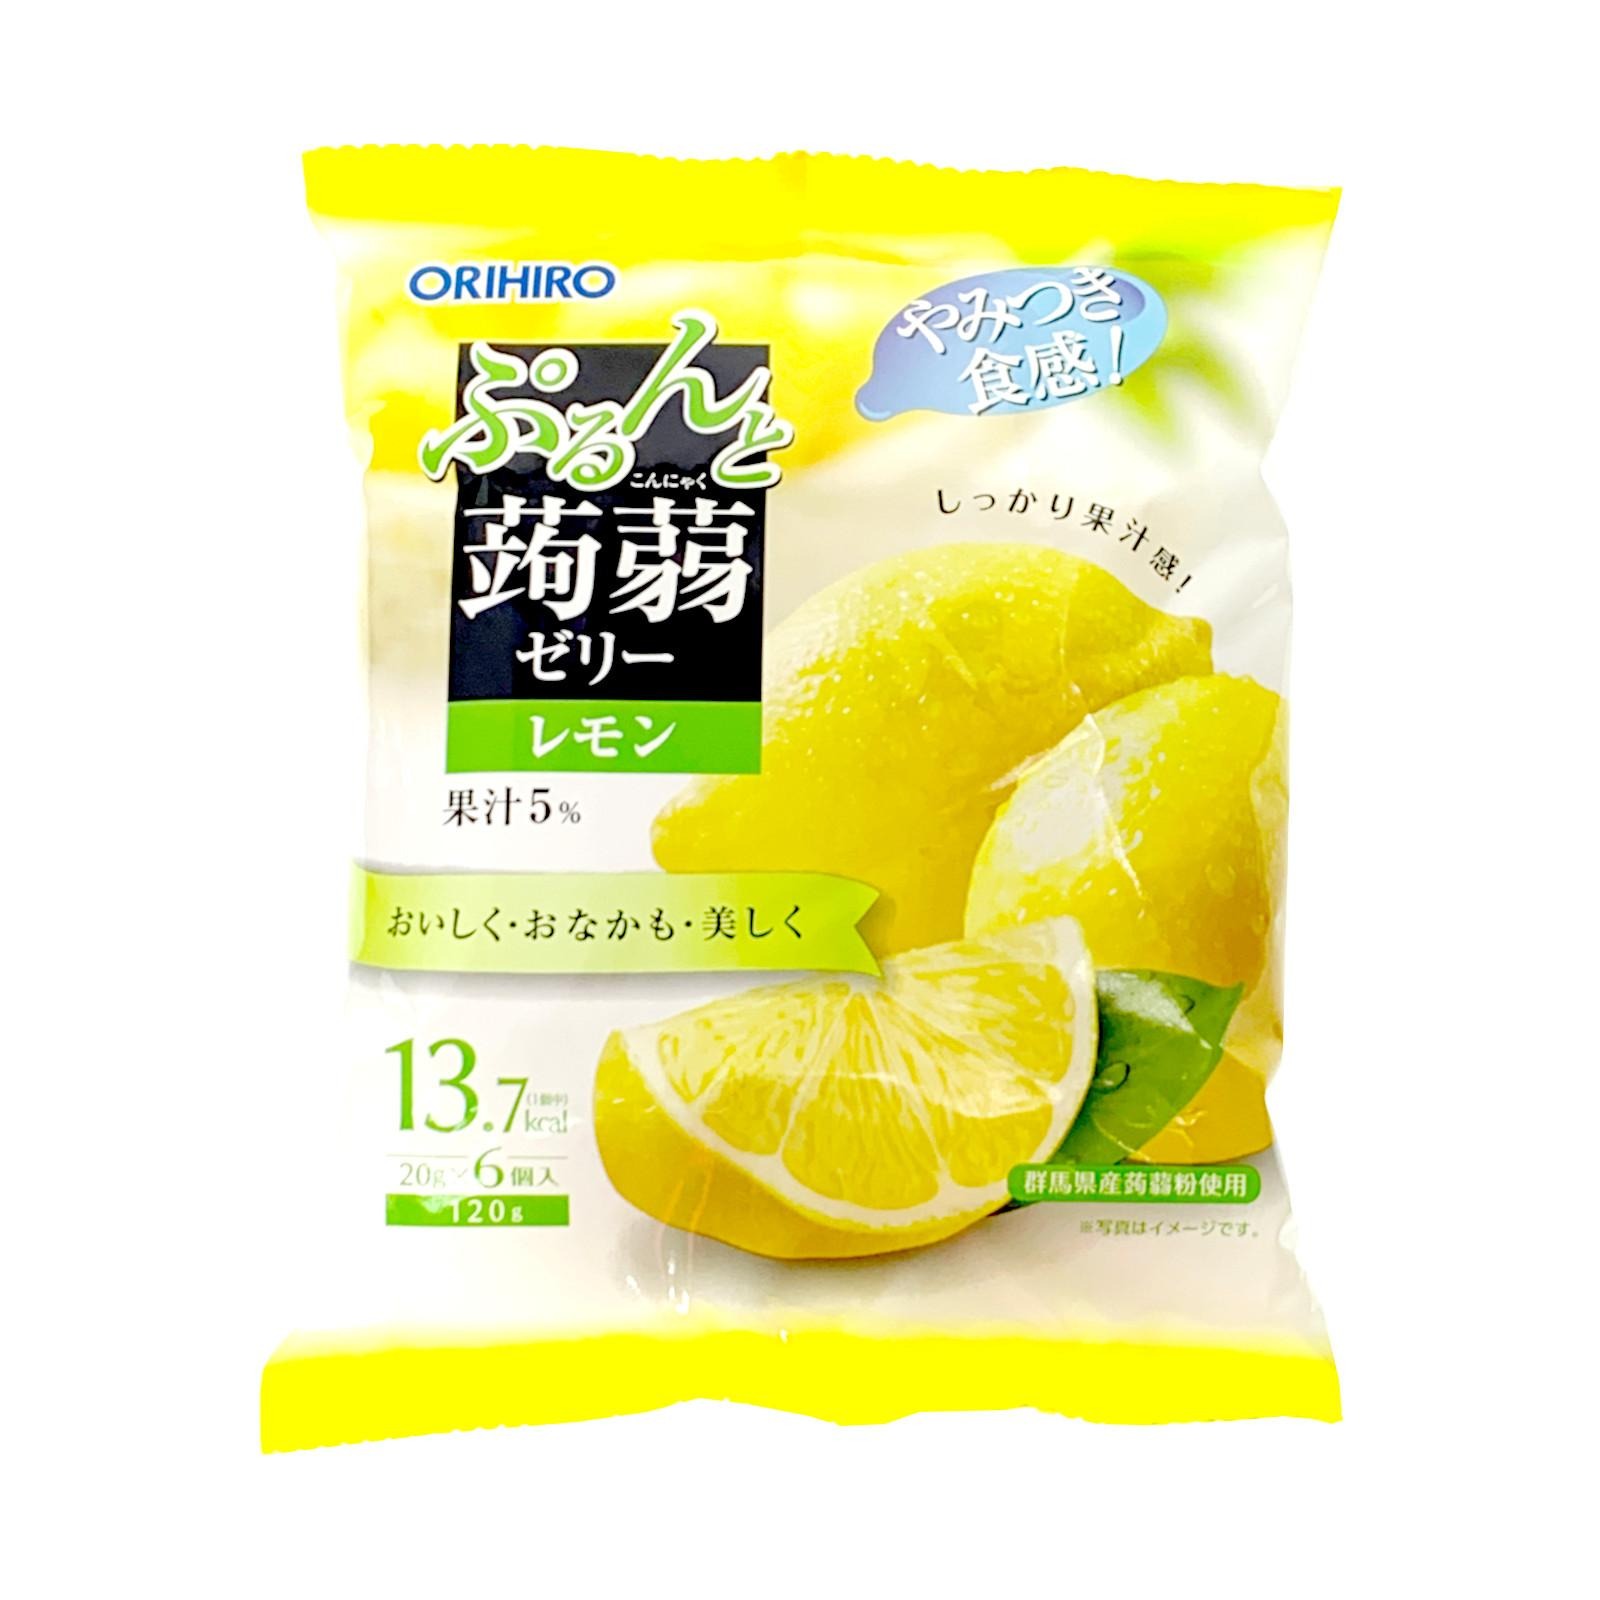 ORIHIRO
やみつき
食感!
ぷるんと
こんにゃく
蒟蒻
ゼリー
レモン
しっかり果汁感!
果汁5%
おいしく・おなかも・美しく
13.7kcal
(1個中)
20g×6個入
120g
群馬県産蒟蒻粉使用
※写真はイメージです。